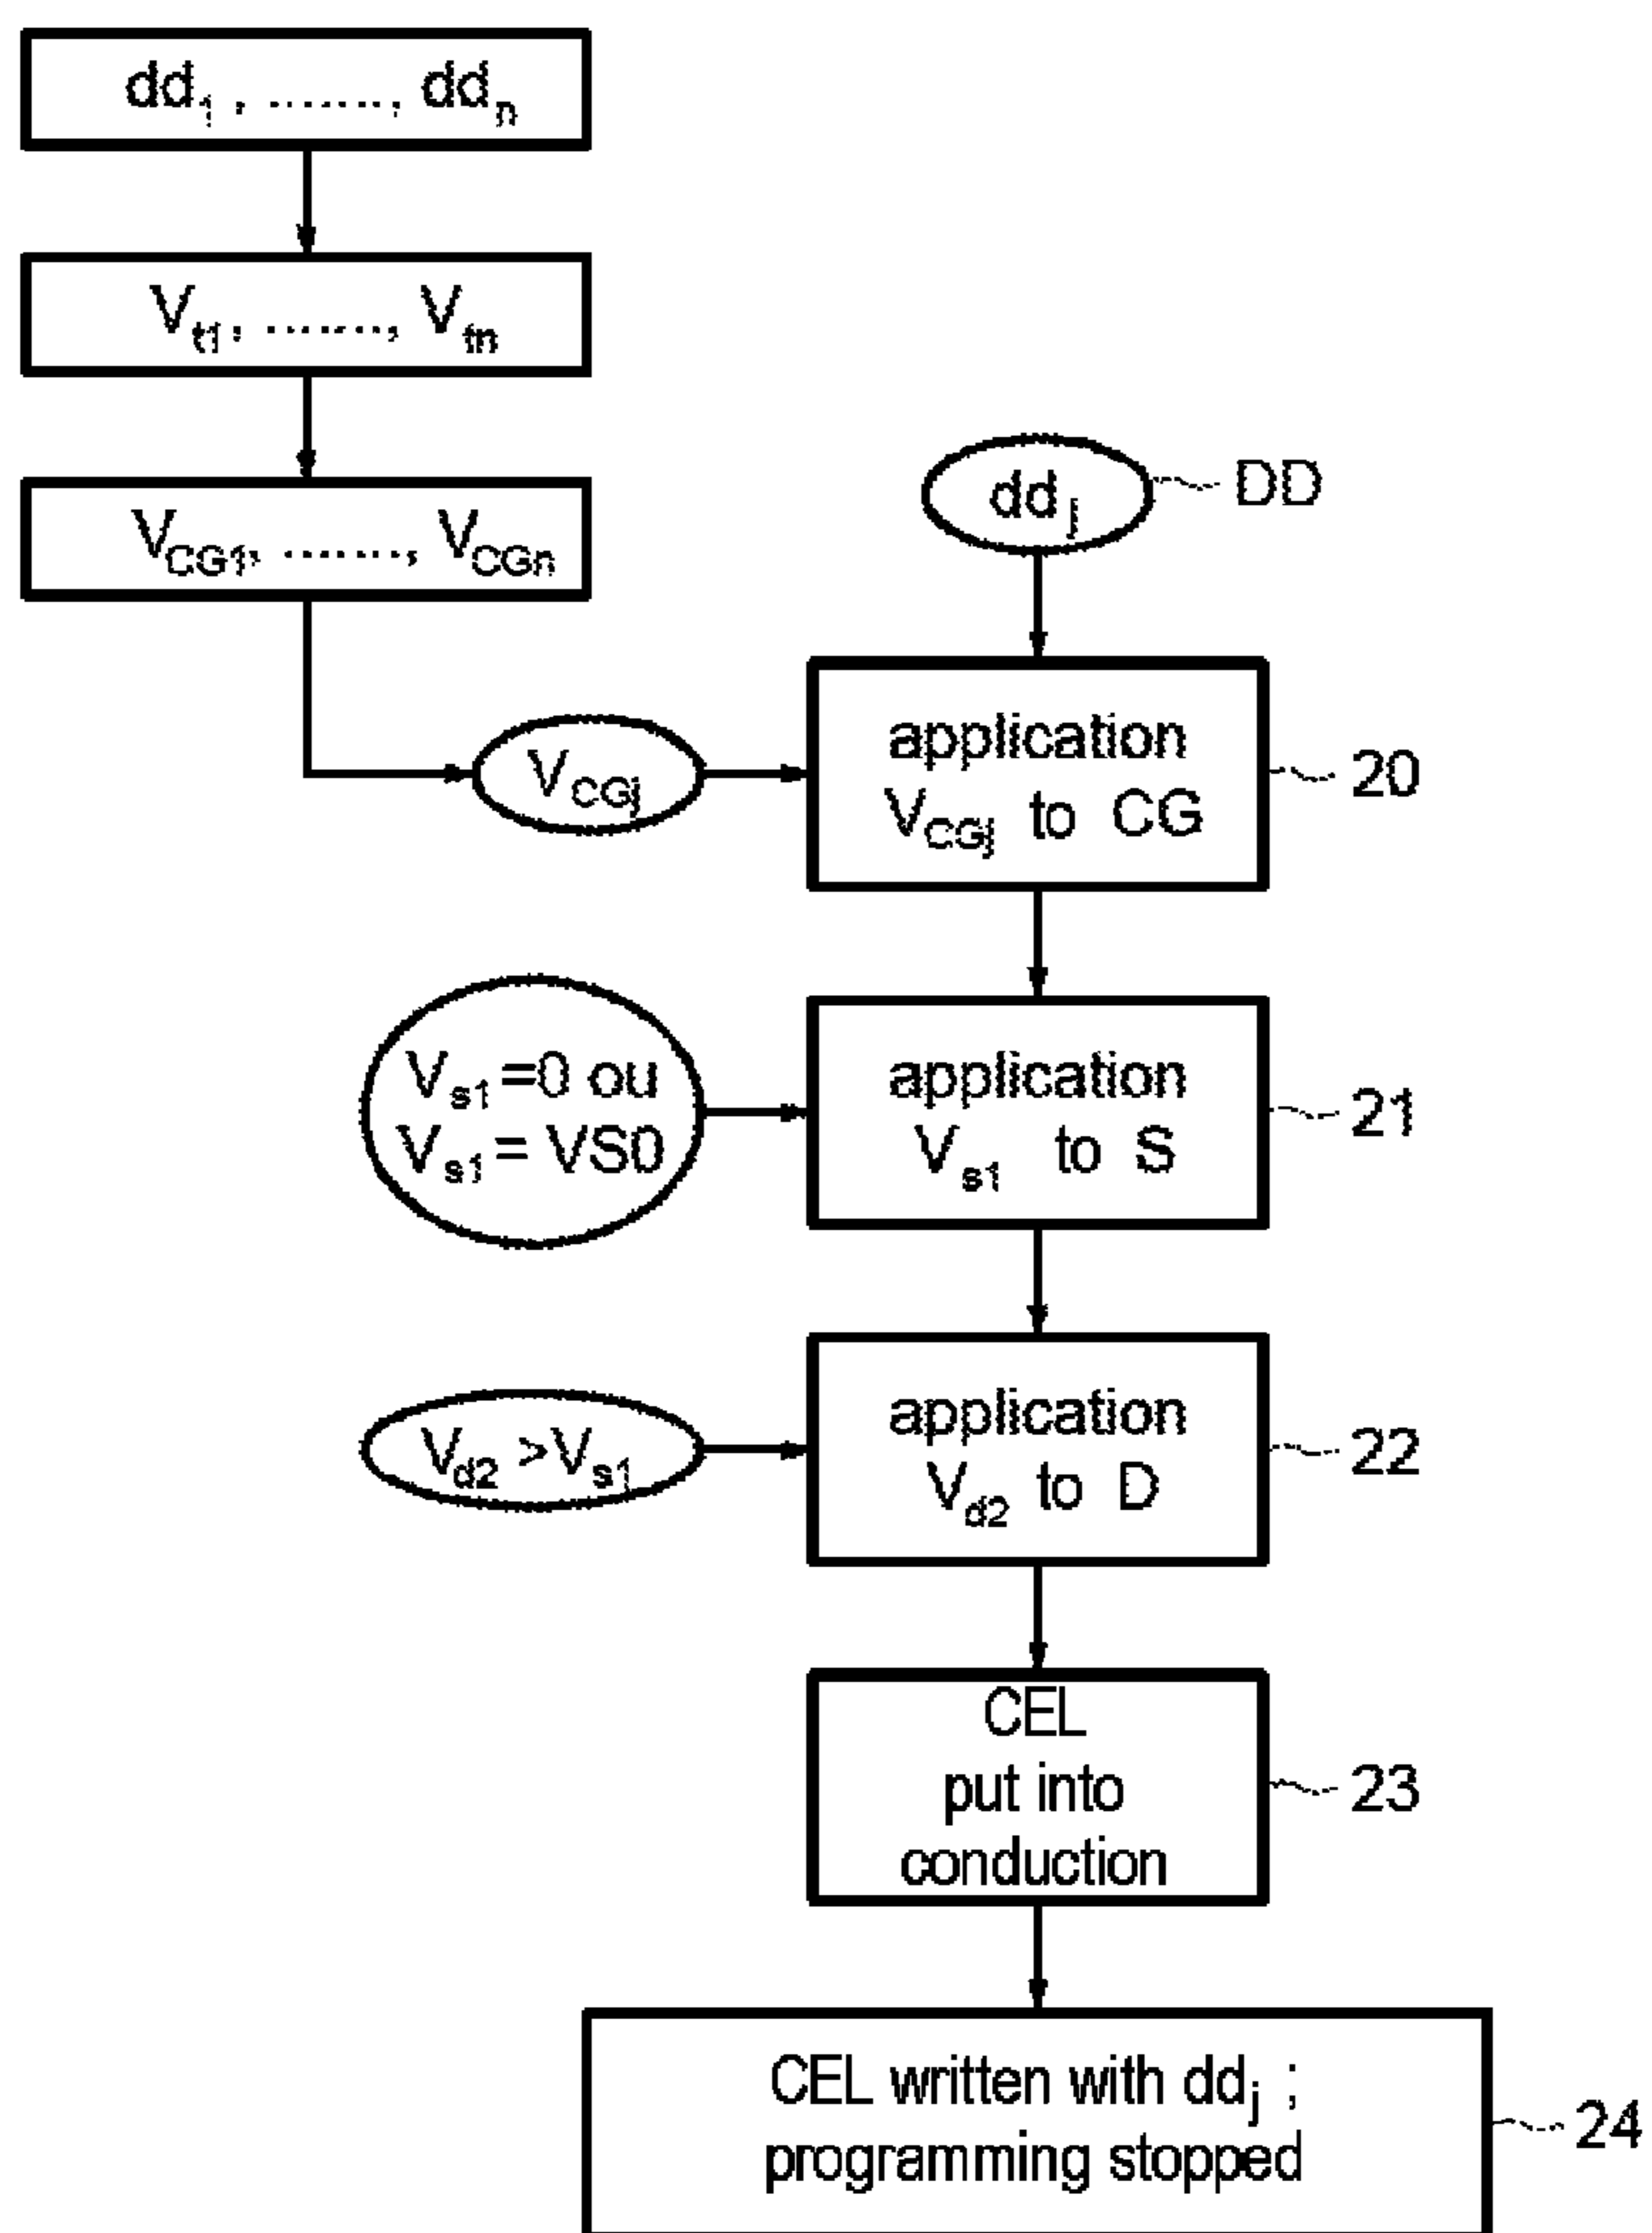 dd₁ , ........, ddₙ
Vt1, ........, Vtn
VCG1, ........, VCGn
ddj
DD
VCGj
application
VCGj to CG
20
Vs1 =0 ou
Vs1 = VS0
application
Vs1 to S
21
Vd2 >Vs1
application
Vd2 to D
22
CEL
put into
conduction
23
CEL written with ddj ;
programming stopped
24